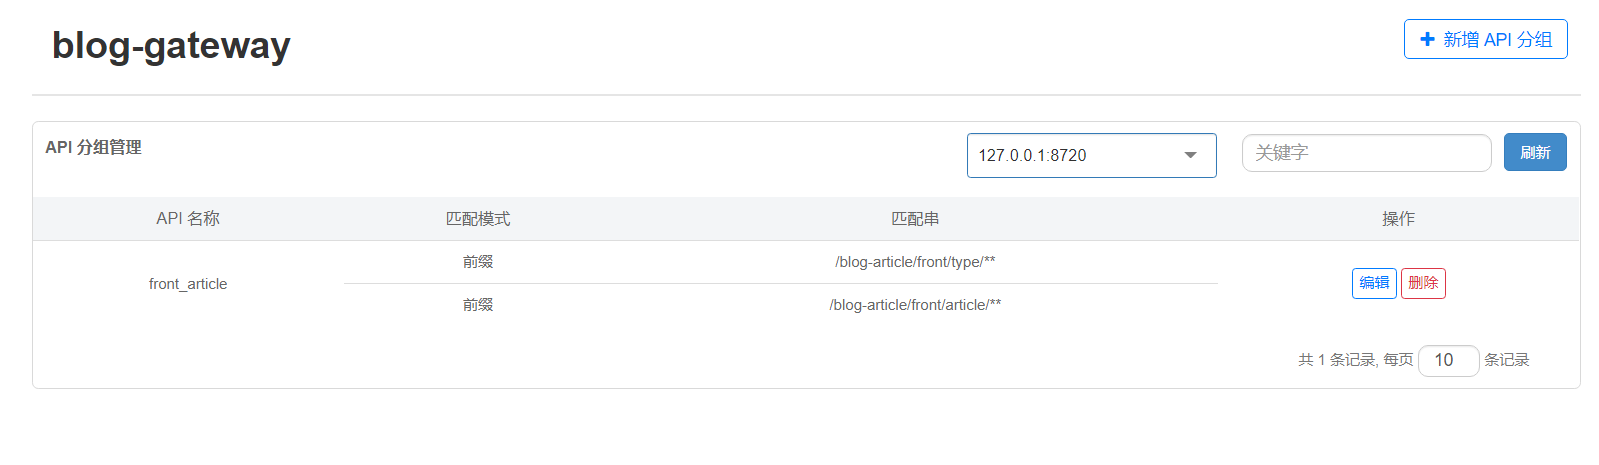 blog-gateway
新增 API 分组
API 分组管理
127.0.0.1:8720
关键字
刷新
API 名称 匹配模式 匹配串 操作
front_article
前缀 /blog-article/front/type/**
编辑 删除
前缀 /blog-article/front/article/**
共 1 条记录, 每页 10 条记录